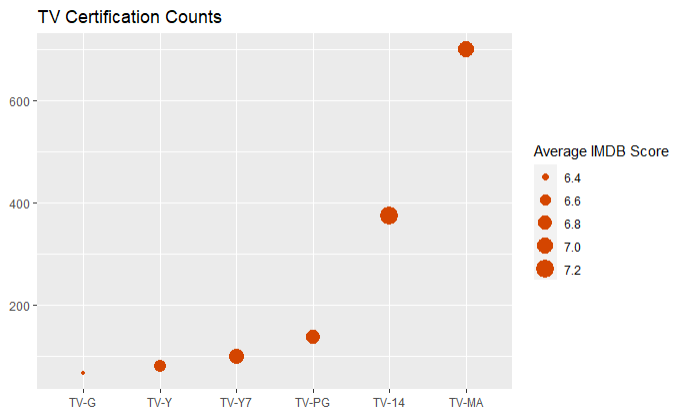 TV Certification Counts
600
400
200
TV-G TV-Y TV-Y7 TV-PG TV-14 TV-MA
Average IMDB Score
6.4
6.6
6.8
7.0
7.2